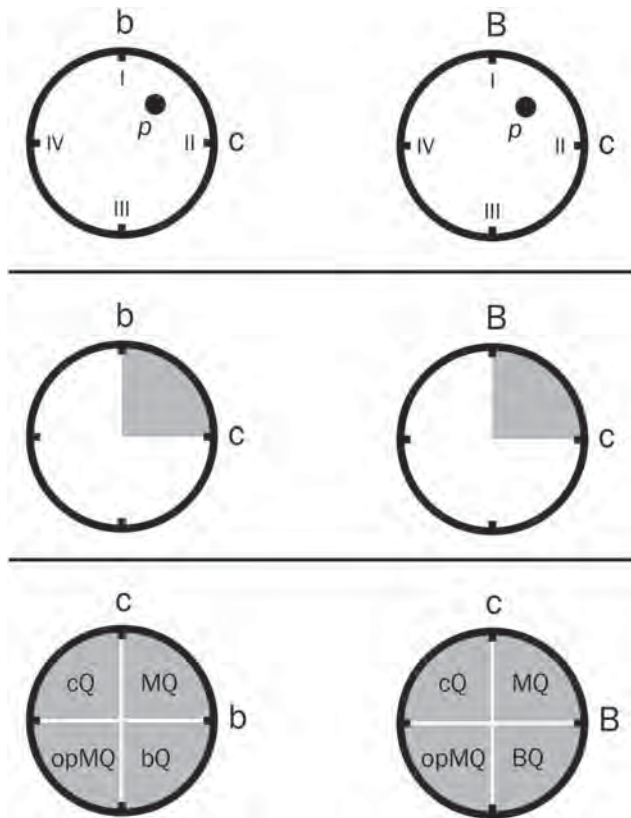 b B
I I
p p
IV II c IV II c
III III
b B
c c
c c
cQ MQ cQ MQ
b B
opMQ bQ opMQ BQ